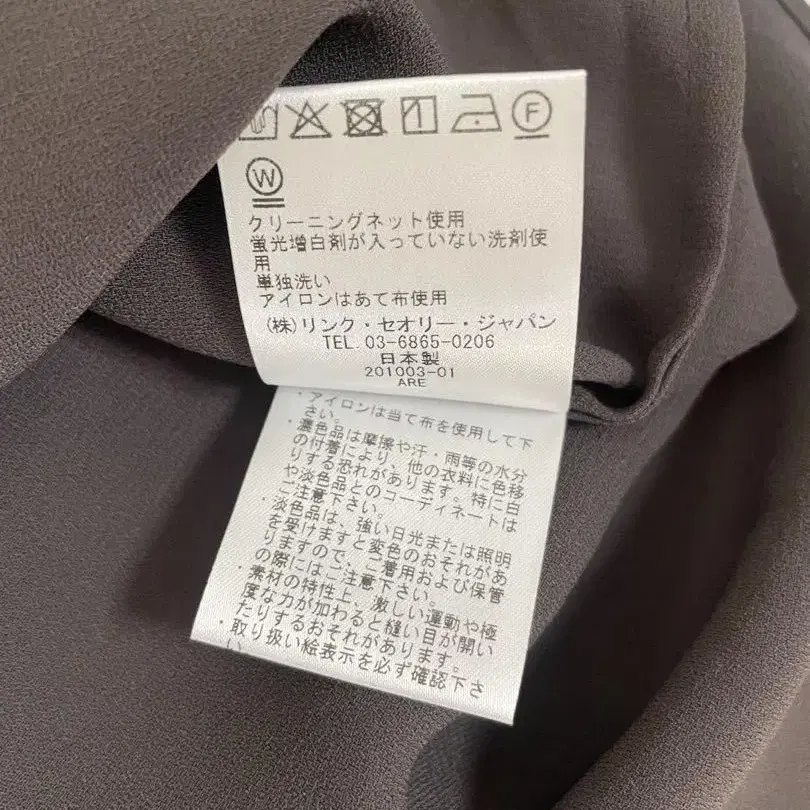 F
W
クリーニングネット使用
蛍光増白剤が入っていない洗剤使
用
単独洗い
アイロンはあて布使用
(株)リンク・セオリー・ジャパン
TEL. 03-6865-0206
日本製
201003-01
ARE
・アイロンは当て布を使用して下
さい。
・濃色品は摩擦や汗・雨等の水分
の付着により、他の衣料に色移
りする恐れがあります。特に白
や淡色品とのコーディネートは
ご注意下さい。
・淡色品は、強い日光または照明
を受けますと変色のおそれがあ
りますので、ご着用および保管
の際にはご注意下さい。
・素材の特性上、激しい運動や極
度な力が加わると縫い目が開い
たりするおそれがあります。
・取り扱い絵表示を必ず確認下さ
い。